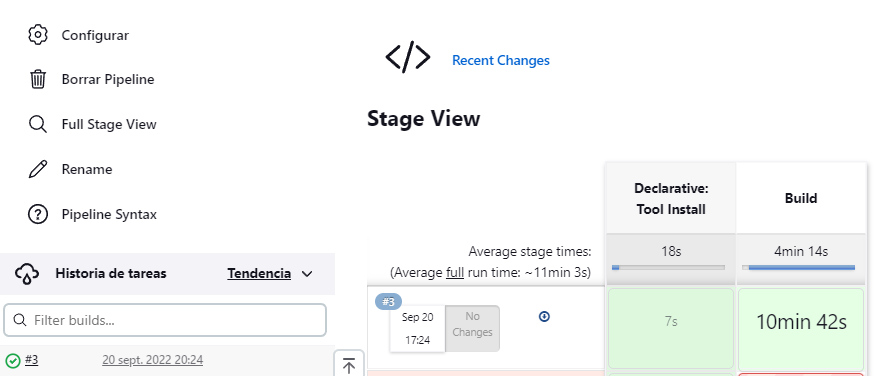 Configurar
Borrar Pipeline
Full Stage View
Rename
Pipeline Syntax
Historia de tareas Tendencia
Filter builds...
#3 20 sept. 2022 20:24
Recent Changes
Stage View
Declarative:
Tool Install
Build
Average stage times:
(Average full run time: ~11min 3s)
18s
4min 14s
#3
Sep 20
17:24
No
Changes
7s
10min 42s